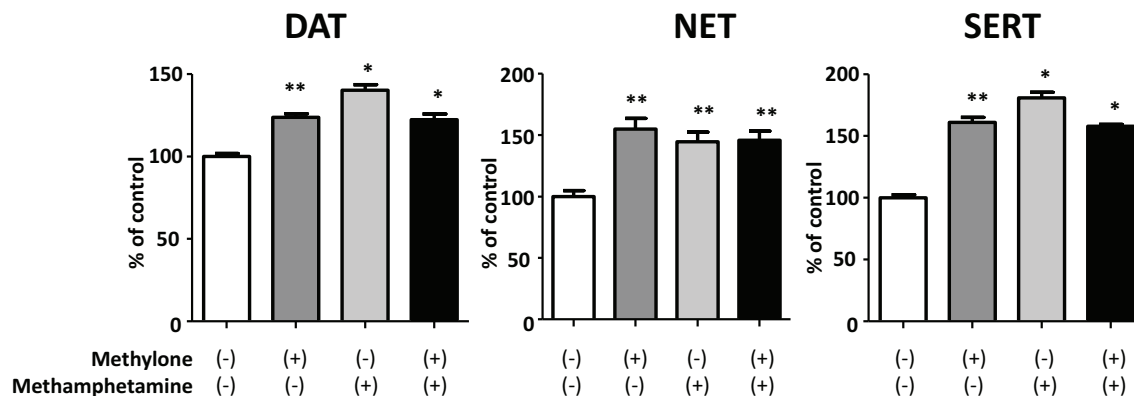 DAT NET SERT
** * *
150
100
50
0
% of control
** ** **
200
150
100
50
0
% of control
** * *
200
150
100
50
0
% of control
Methylone (-) (+) (-) (+) (-) (+) (-) (+) (-) (+) (-) (+)
Methamphetamine (-) (-) (+) (+) (-) (-) (+) (+) (-) (-) (+) (+)